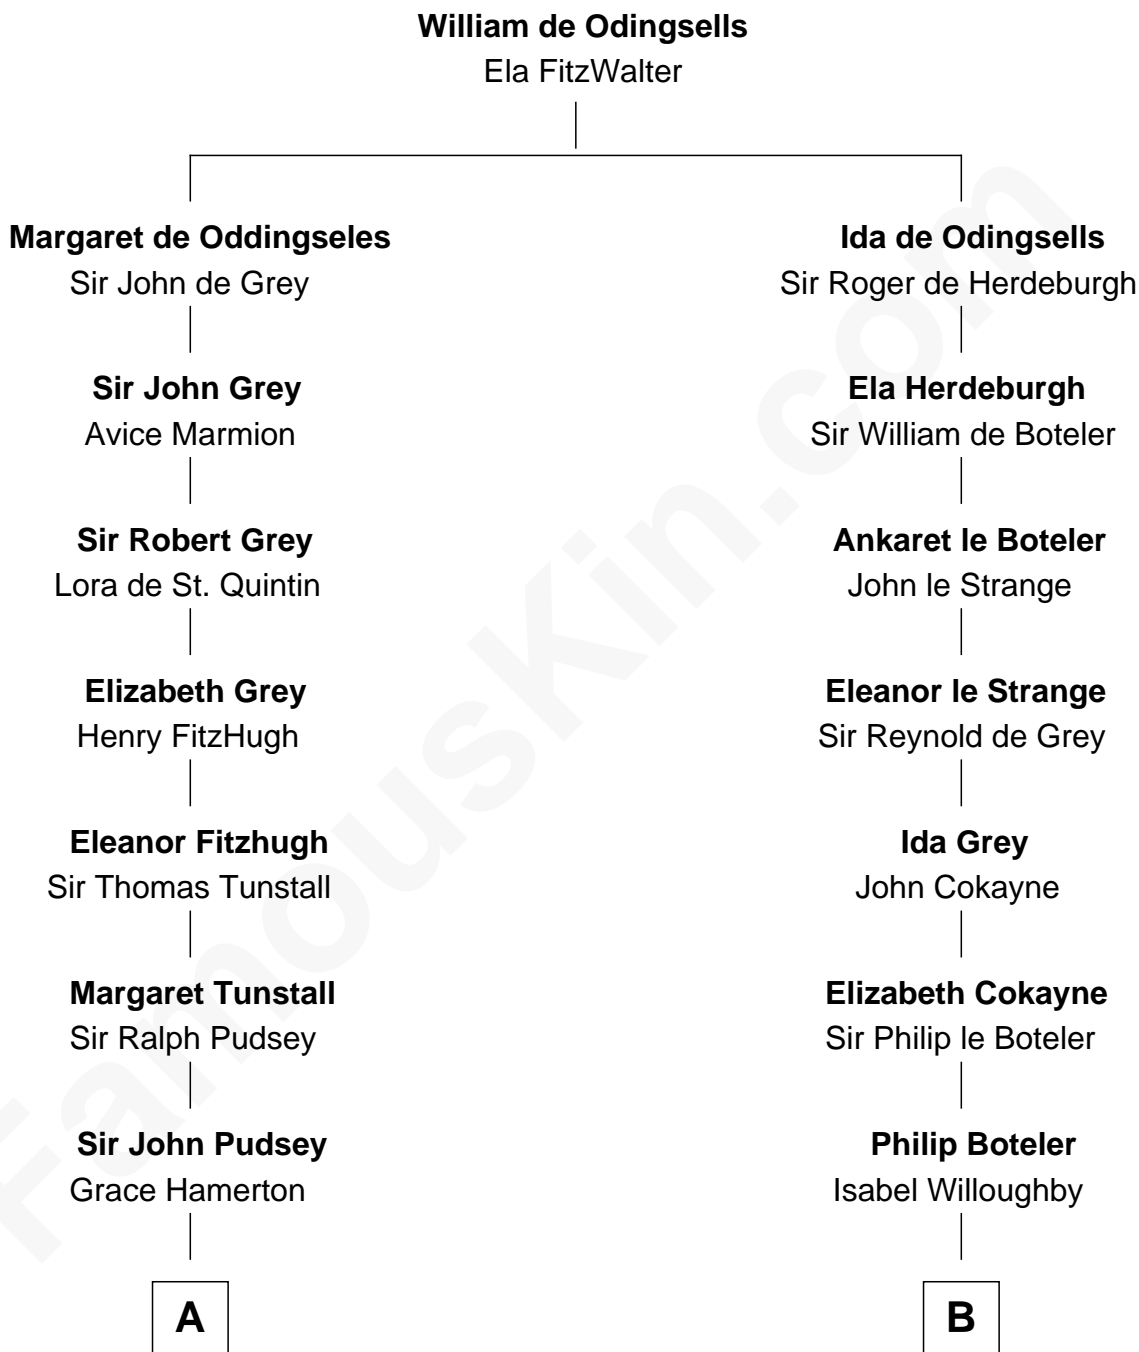 William de Odingsells
Ela FitzWalter
Margaret de Oddingseles
Sir John de Grey
Ida de Odingsells
Sir Roger de Herdeburgh
Sir John Grey
Avice Marmion
Ela Herdeburgh
Sir William de Boteler
Sir Robert Grey
Lora de St. Quintin
Ankaret le Boteler
John le Strange
Elizabeth Grey
Henry FitzHugh
Eleanor le Strange
Sir Reynold de Grey
Eleanor Fitzhugh
Sir Thomas Tunstall
Ida Grey
John Cokayne
Margaret Tunstall
Sir Ralph Pudsey
Elizabeth Cokayne
Sir Philip le Boteler
Sir John Pudsey
Grace Hamerton
Philip Boteler
Isabel Willoughby
A
B
FamousKin.com